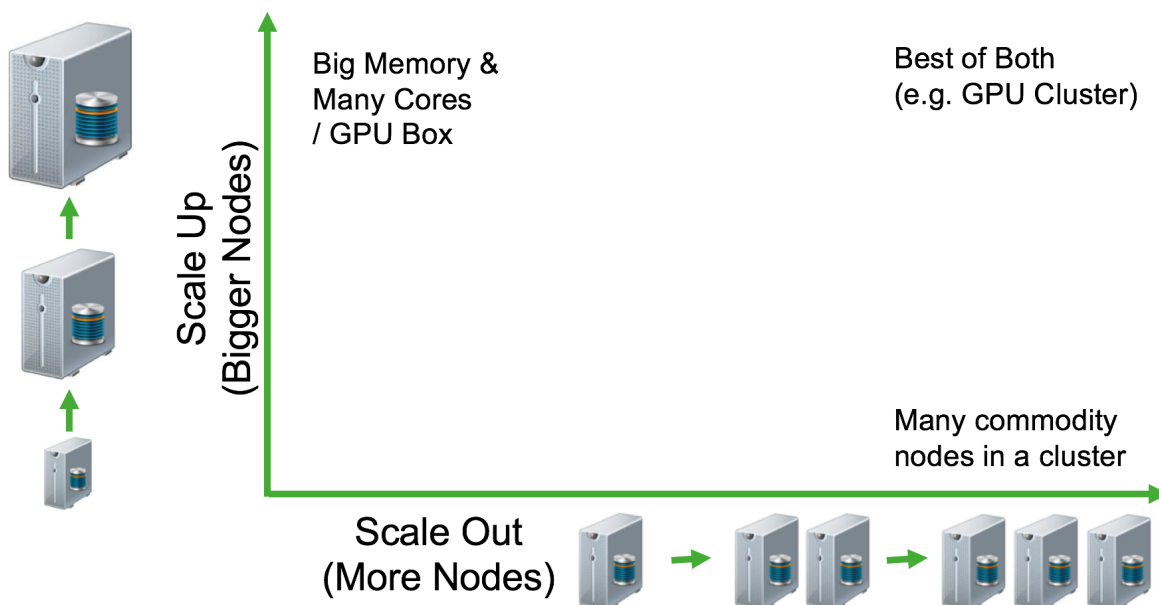 Big Memory &
Many Cores
/ GPU Box
Best of Both
(e.g. GPU Cluster)
Scale Up
(Bigger Nodes)
Many commodity
nodes in a cluster
Scale Out
(More Nodes)